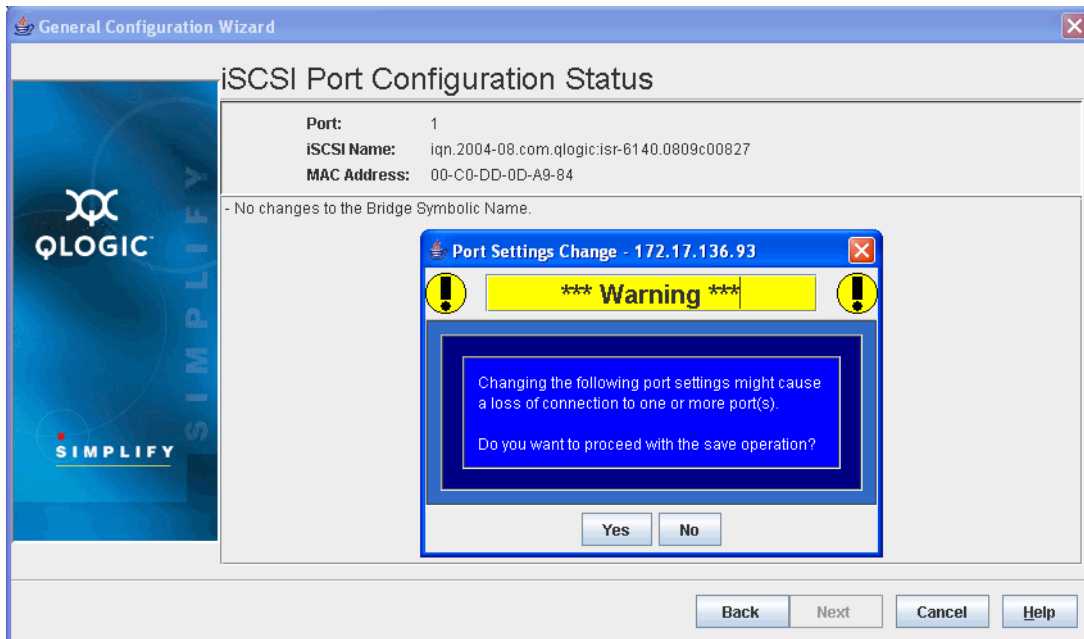 General Configuration Wizard
iSCSI Port Configuration Status
Port: 1
iSCSI Name: iqn.2004-08.com.qlogic:isr-6140.0809c00827
MAC Address: 00-C0-DD-0D-A9-84
QLOGIC
SIMPLIFY
SIMPLIFY
- No changes to the Bridge Symbolic Name.
Port Settings Change - 172.17.136.93
*** Warning ***
Changing the following port settings might cause
a loss of connection to one or more port(s).
Do you want to proceed with the save operation?
Yes No
Back Next Cancel Help